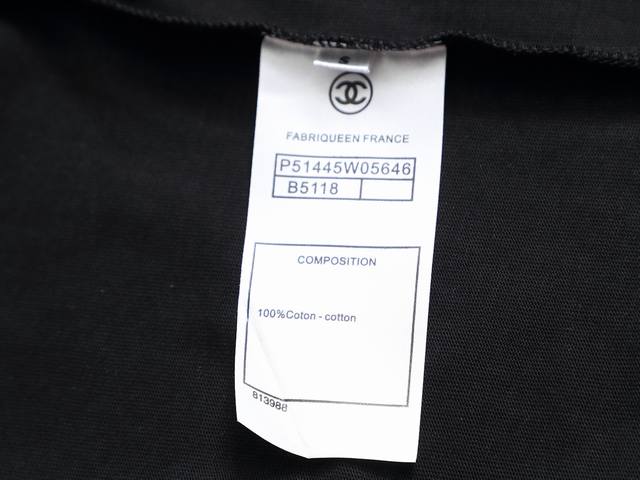 S
FABRIQUEEN FRANCE
P51445W05646
B5118
COMPOSITION
100%Coton - cotton
813988